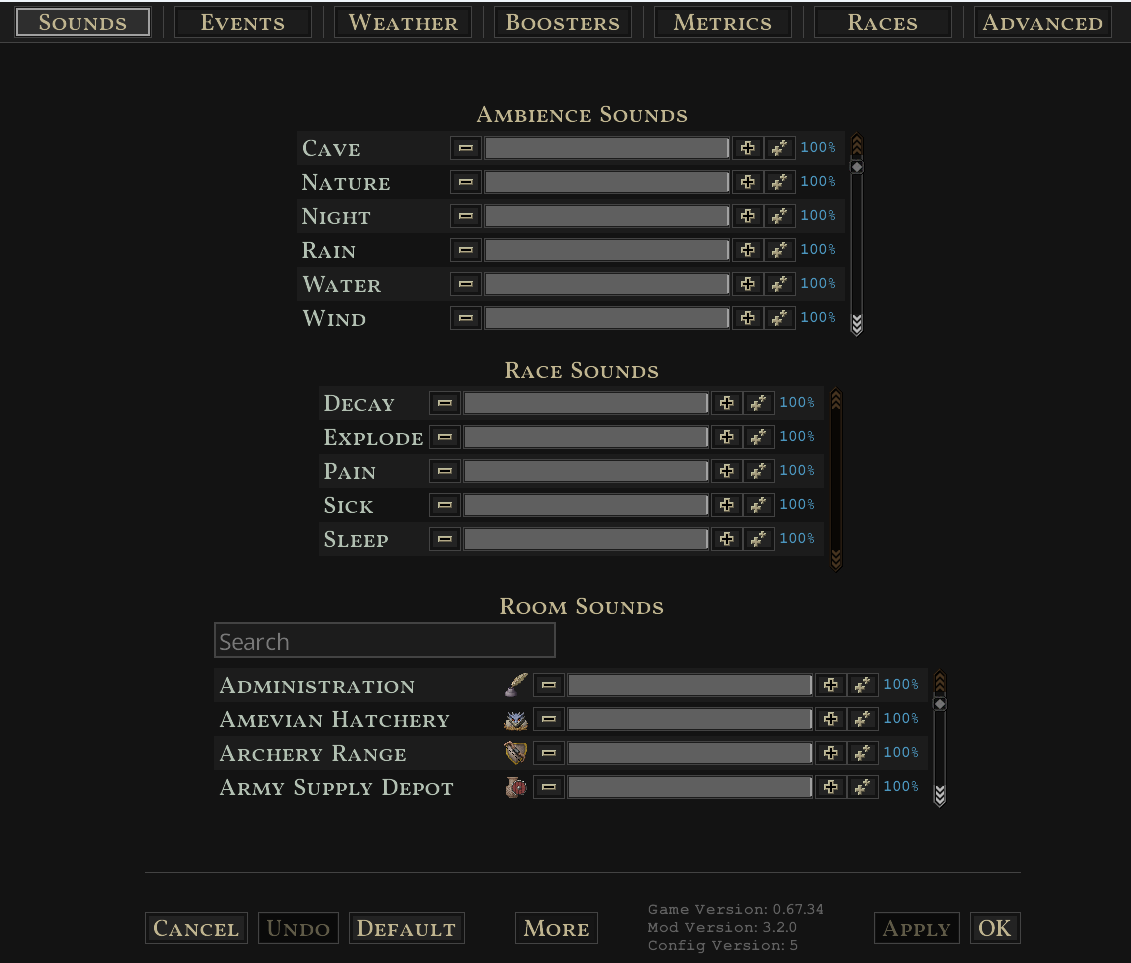 Sounds Events Weather Boosters Metrics Races Advanced
Ambience Sounds
Cave 100%
Nature 100%
Night 100%
Rain 100%
Water 100%
Wind 100%
Race Sounds
Decay 100%
Explode 100%
Pain 100%
Sick 100%
Sleep 100%
Room Sounds
Search
Administration 100%
Amevian Hatchery 100%
Archery Range 100%
Army Supply Depot 100%
Game Version: 0.67.34
Cancel Undo Default More Mod Version: 3.2.0 Apply OK
Config Version: 5